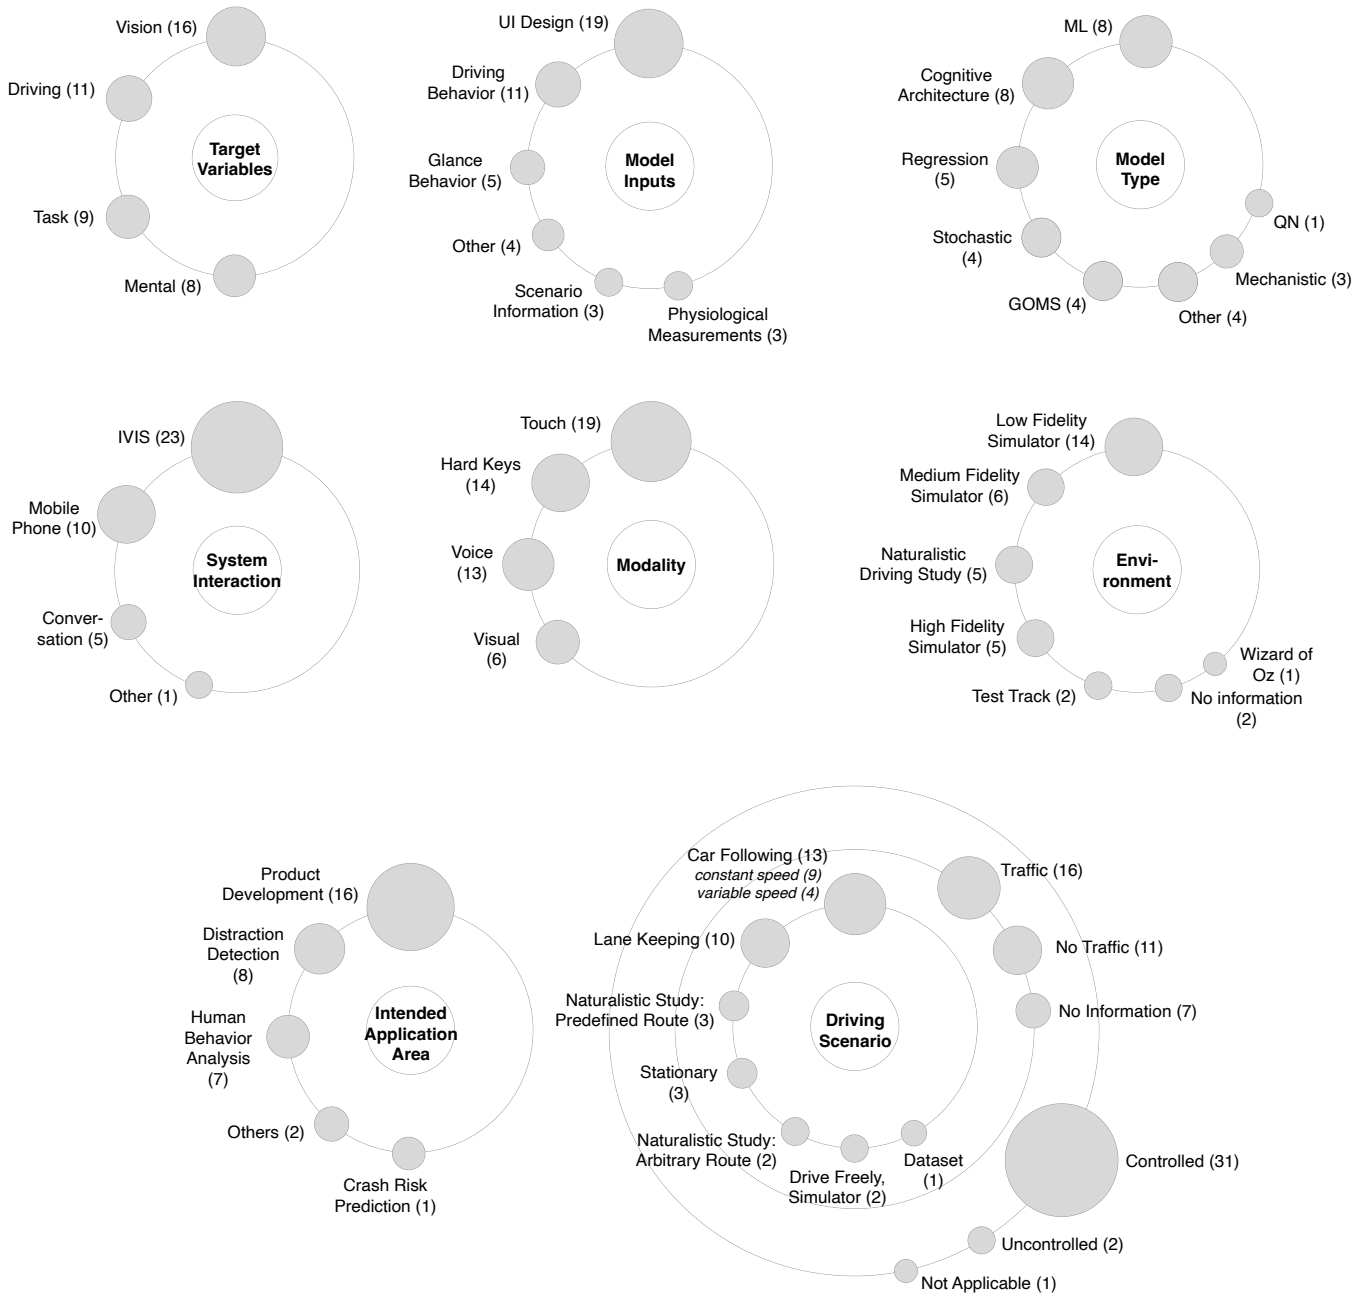 Vision (16)
Driving (11)
Target
Variables
Task (9)
Mental (8)
UI Design (19)
Driving
Behavior (11)
Glance
Behavior (5)
Model
Inputs
Other (4)
Scenario
Information (3)
Physiological
Measurements (3)
ML (8)
Cognitive
Architecture (8)
Regression
(5)
Model
Type
Stochastic
(4)
GOMS (4)
Other (4)
Mechanistic (3)
QN (1)
IVIS (23)
Mobile
Phone (10)
System
Interaction
Conver-
sation (5)
Other (1)
Touch (19)
Hard Keys
(14)
Voice
(13)
Modality
Visual
(6)
Low Fidelity
Simulator (14)
Medium Fidelity
Simulator (6)
Naturalistic
Driving Study (5)
Envi-
ronment
High Fidelity
Simulator (5)
Test Track (2)
No information
(2)
Wizard of
Oz (1)
Product
Development (16)
Distraction
Detection
(8)
Human
Behavior
Analysis
(7)
Intended
Application
Area
Others (2)
Crash Risk
Prediction (1)
Car Following (13)
constant speed (9)
variable speed (4)
Lane Keeping (10)
Naturalistic Study:
Predefined Route (3)
Driving
Scenario
Stationary
(3)
Naturalistic Study:
Arbitrary Route (2)
Drive Freely,
Simulator (2)
Dataset
(1)
Traffic (16)
No Traffic (11)
No Information (7)
Controlled (31)
Uncontrolled (2)
Not Applicable (1)